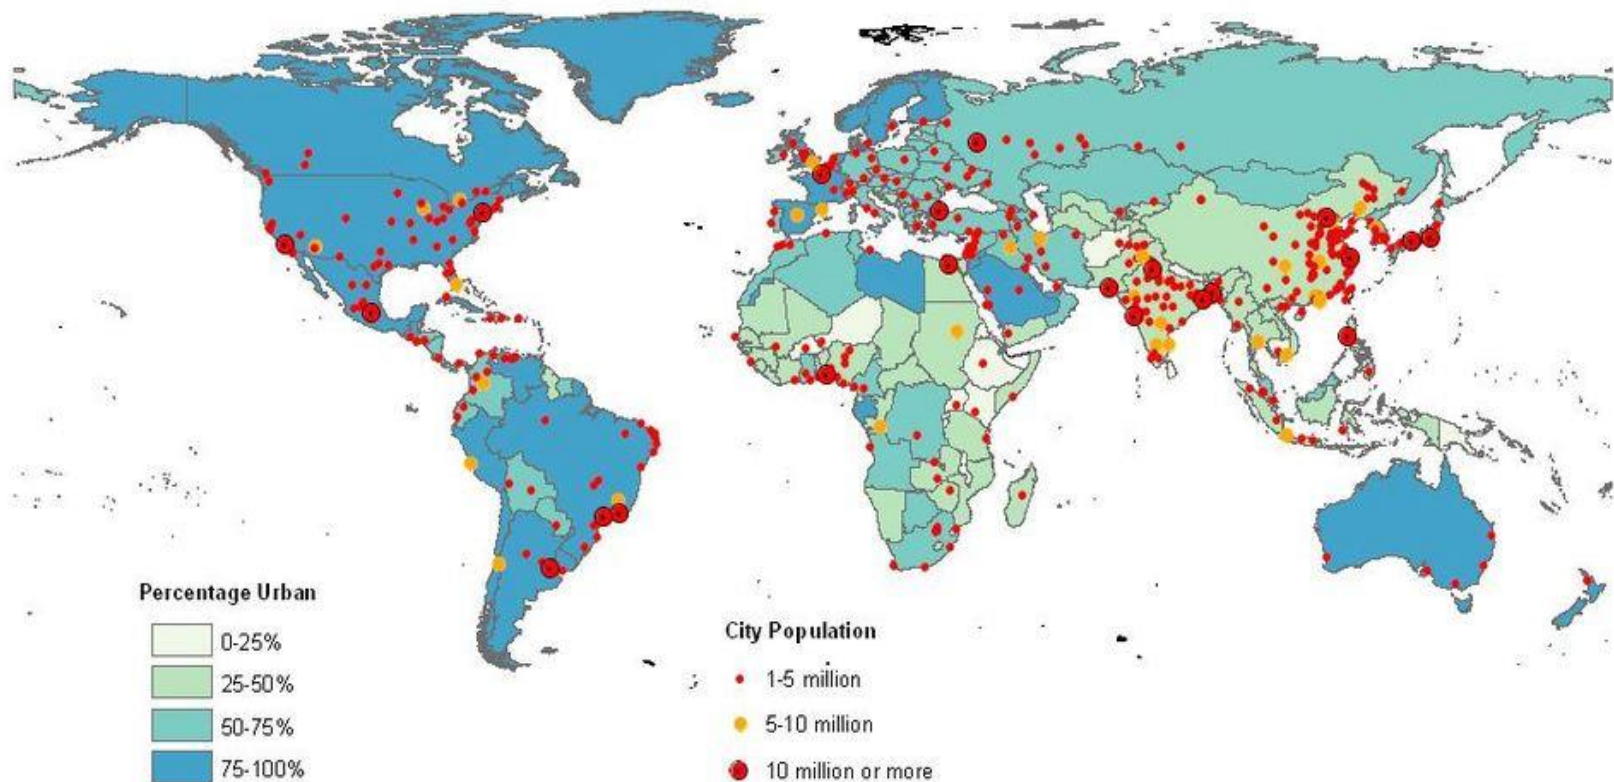 Percentage Urban
0-25%
25-50%
50-75%
75-100%
City Population
1-5 million
5-10 million
10 million or more